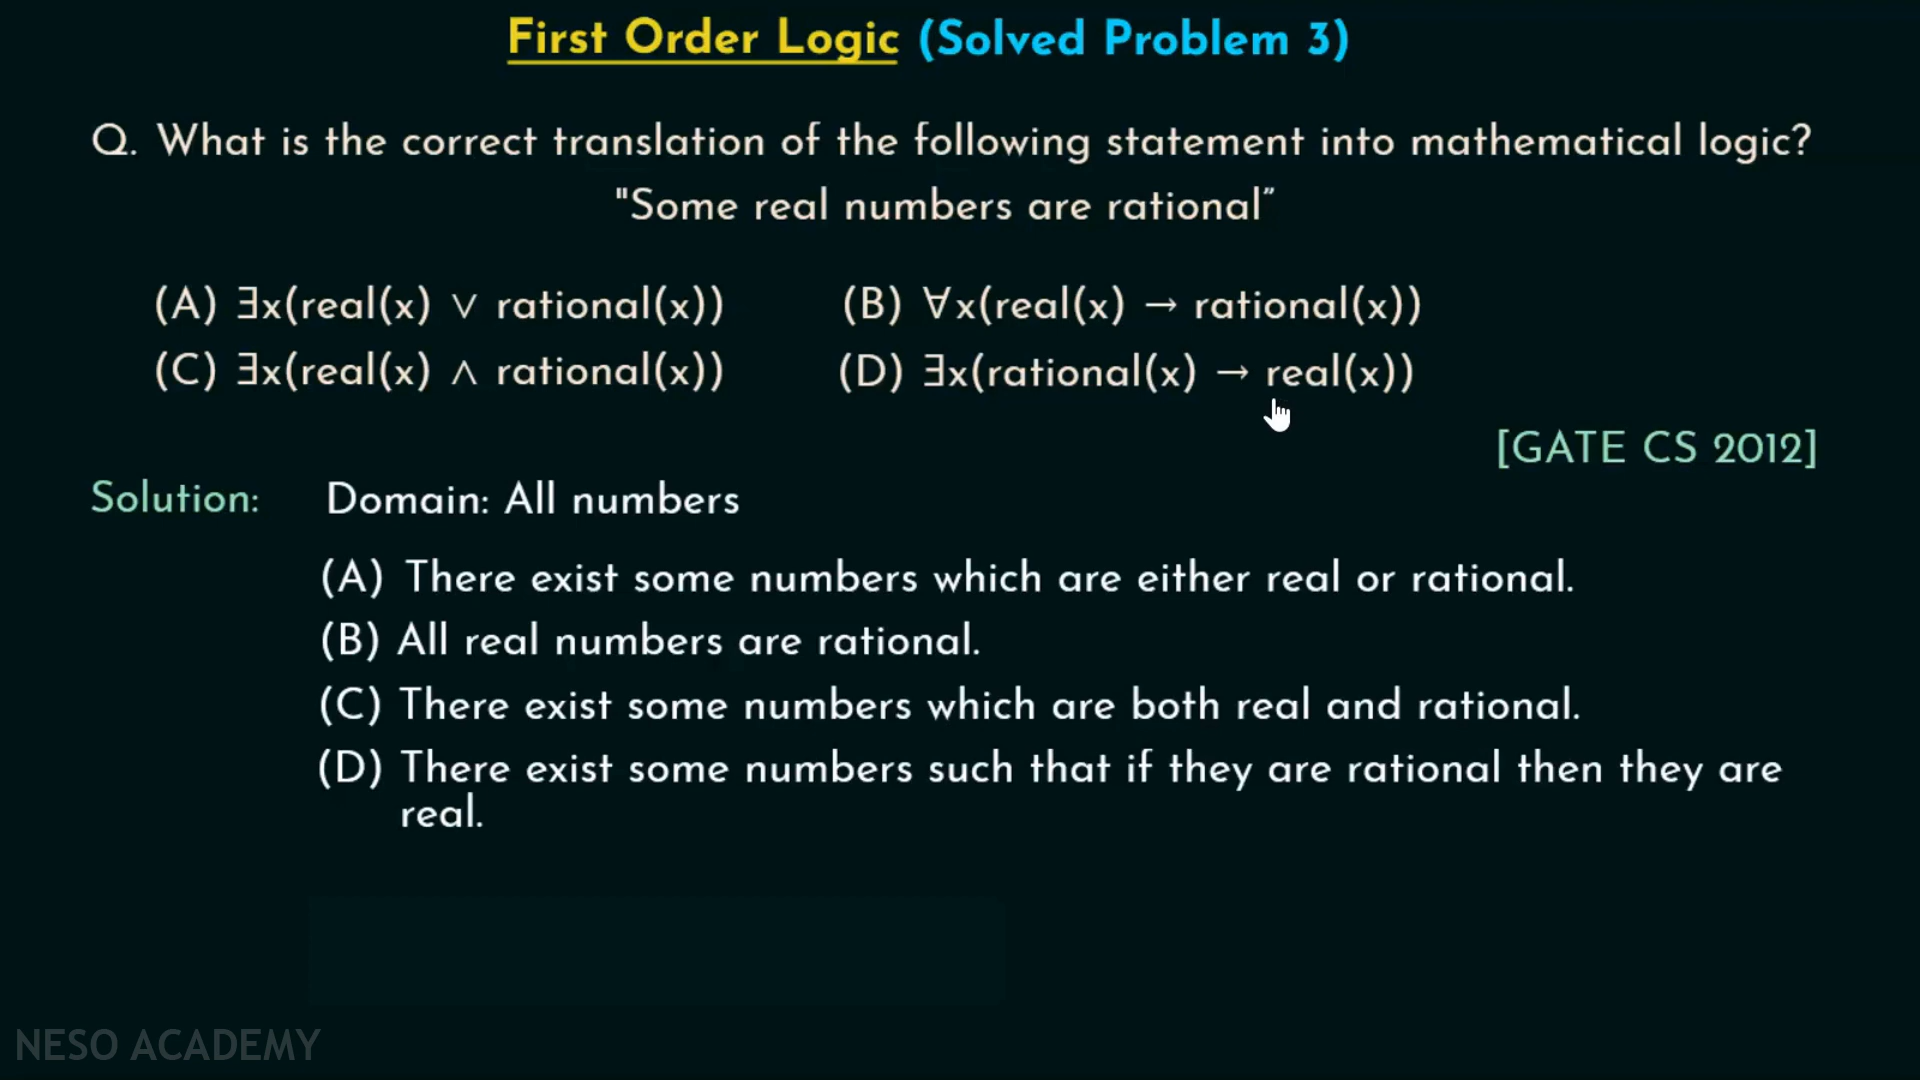 First Order Logic (Solved Problem 3)
Q. What is the correct translation of the following statement into mathematical logic?
"Some real numbers are rational”
(A) ∃x(real(x) ∨ rational(x)) (B) ∀x(real(x) → rational(x))
(C) ∃x(real(x) ∧ rational(x)) (D) ∃x(rational(x) → real(x))
[GATE CS 2012]
Solution: Domain: All numbers
(A) There exist some numbers which are either real or rational.
(B) All real numbers are rational.
(C) There exist some numbers which are both real and rational.
(D) There exist some numbers such that if they are rational then they are
real.
NESO ACADEMY